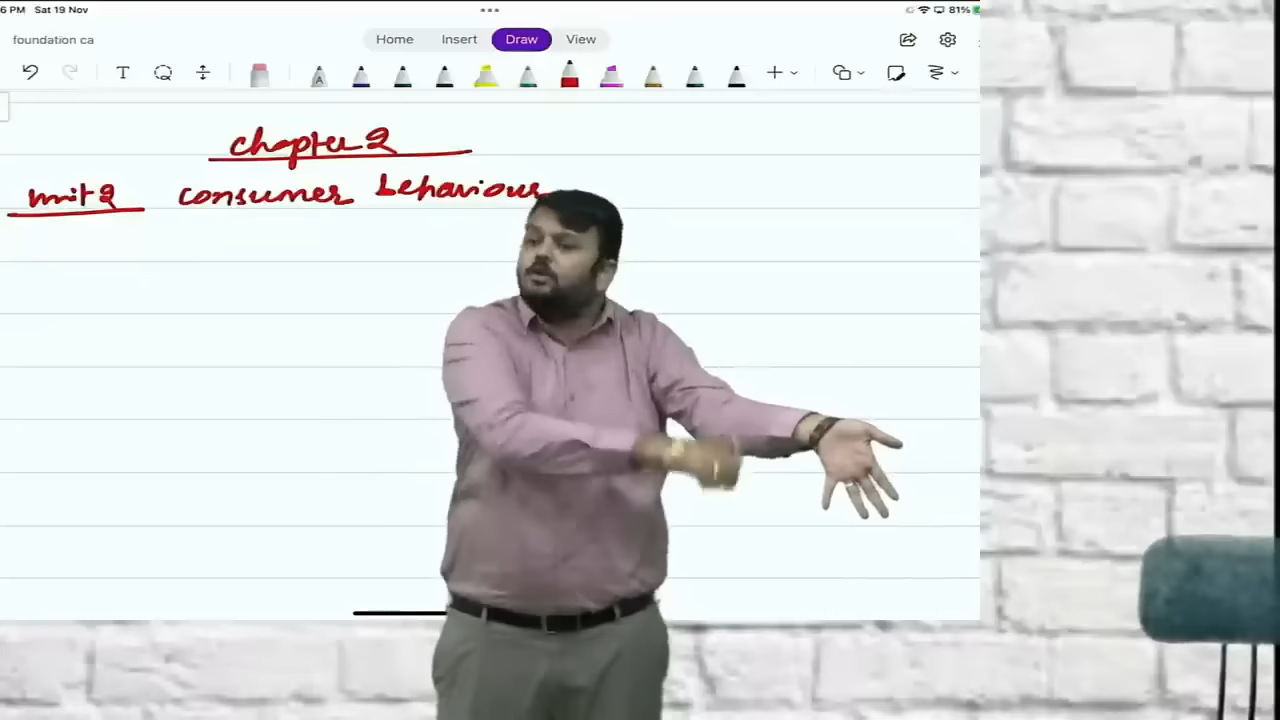 6 PM Sat 19 Nov
81%
foundation ca
Home Insert Draw View
chapter 2
unit 2 consumer behaviour